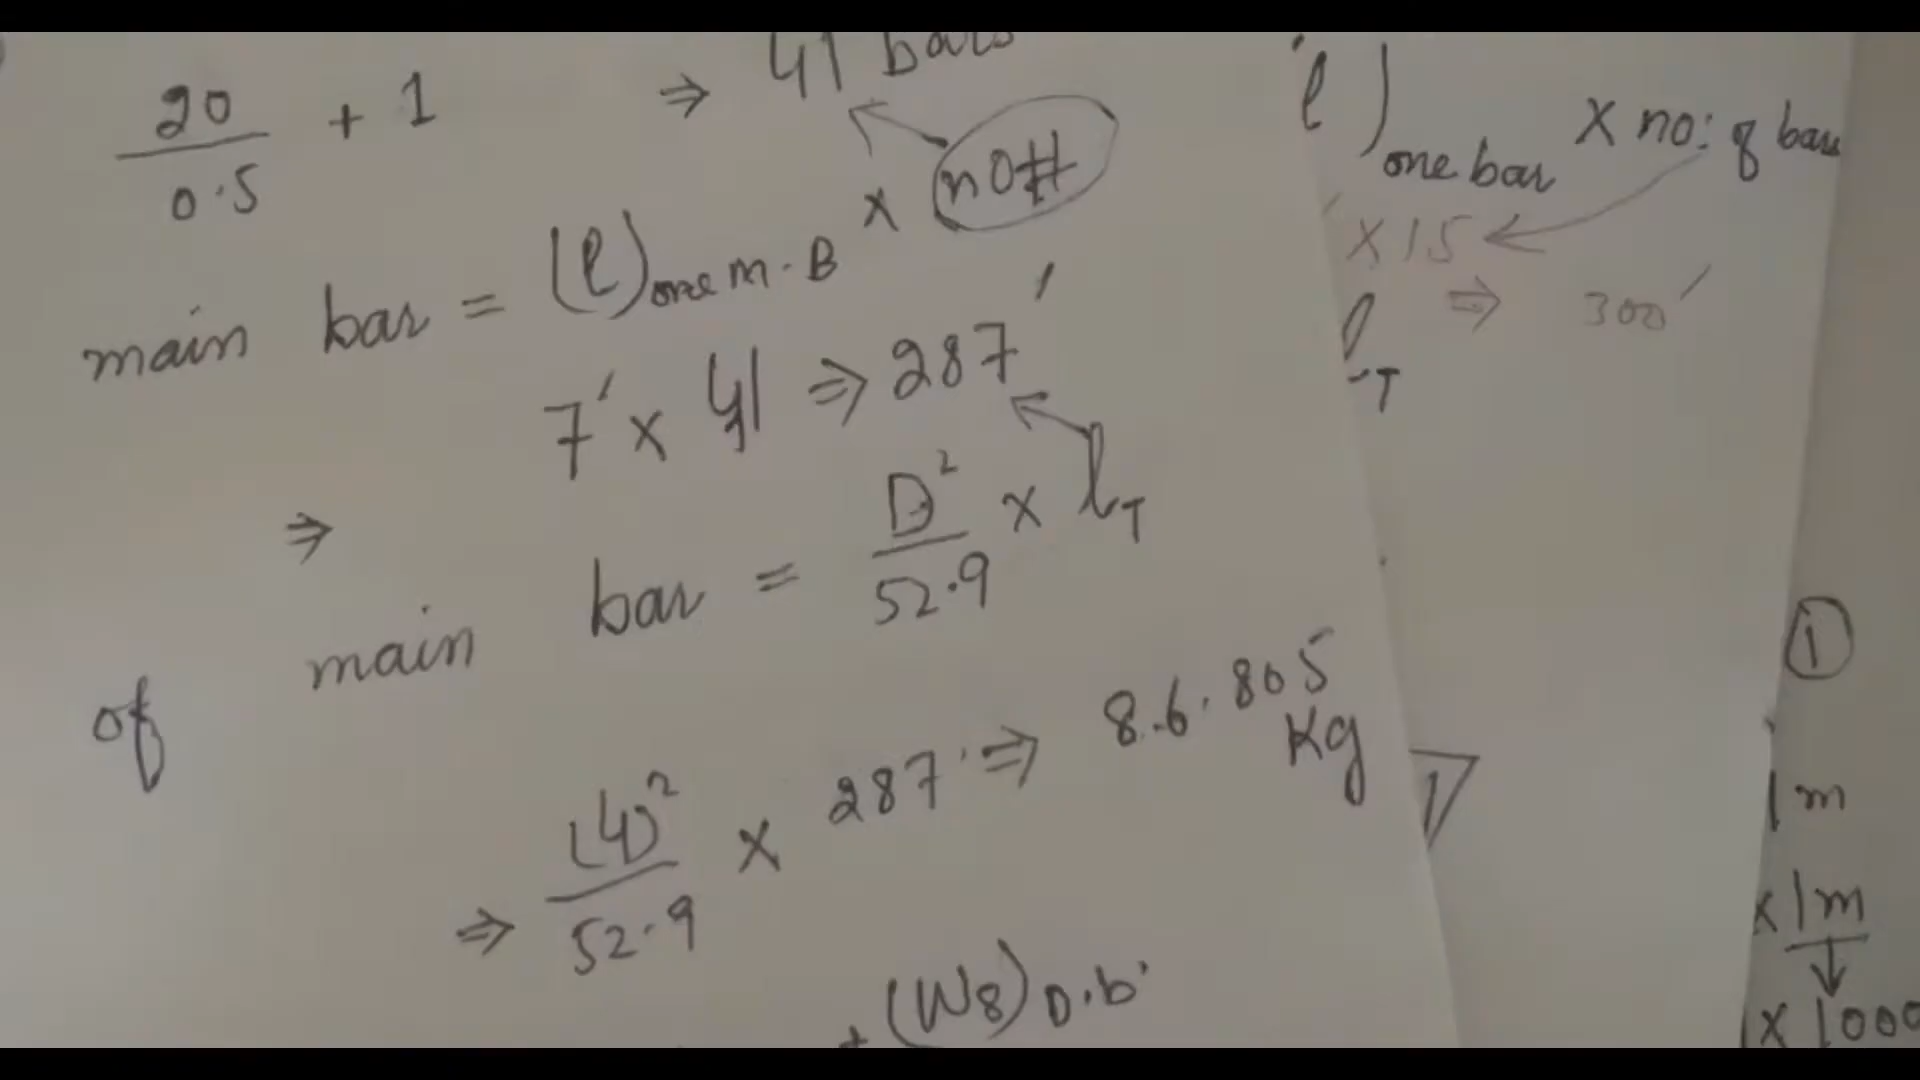 20/0.5 + 1 ⇒ 41 bars
main bar = (l)one m.B × no#
7' × 41 ⇒ 287'
⇒
of main bar = D²/52.9 × lT
⇒ (4)²/52.9 × 287' ⇒ 8.6.805 Kg
+ (W8)D.b'
l)one bar × no: of bars
× 15
lT ⇒ 300'
1
1m
x 1m
x 1000